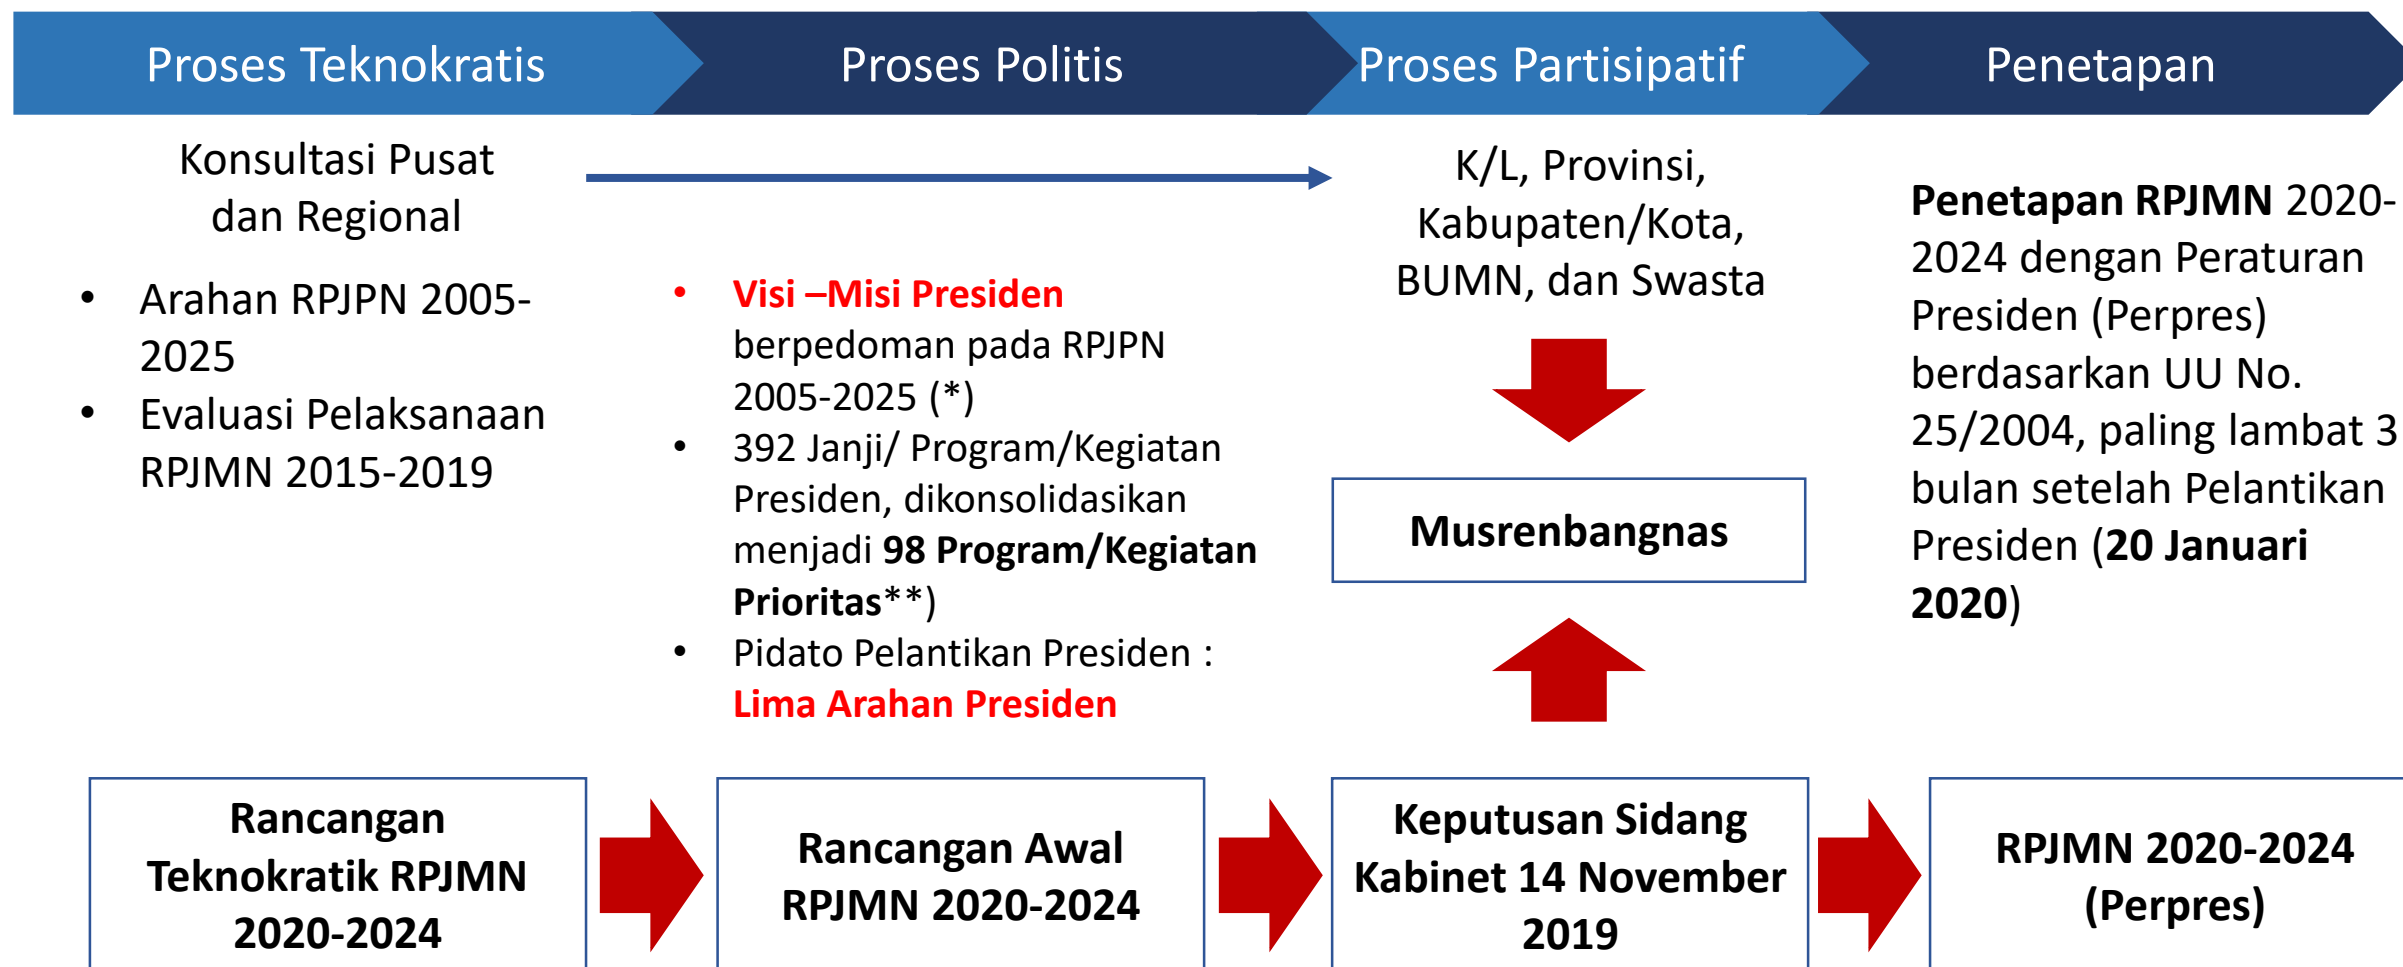 Proses Teknokratis
Proses Politis
Proses Partisipatif
Penetapan
Konsultasi Pusat
dan Regional
• Arahan RPJPN 2005-
2025
• Evaluasi Pelaksanaan
RPJMN 2015-2019
• Visi –Misi Presiden
berpedoman pada RPJPN
2005-2025 (*)
• 392 Janji/ Program/Kegiatan
Presiden, dikonsolidasikan
menjadi 98 Program/Kegiatan
Prioritas**)
• Pidato Pelantikan Presiden :
Lima Arahan Presiden
K/L, Provinsi,
Kabupaten/Kota,
BUMN, dan Swasta
Musrenbangnas
Penetapan RPJMN 2020-
2024 dengan Peraturan
Presiden (Perpres)
berdasarkan UU No.
25/2004, paling lambat 3
bulan setelah Pelantikan
Presiden (20 Januari
2020)
Rancangan
Teknokratik RPJMN
2020-2024
Rancangan Awal
RPJMN 2020-2024
Keputusan Sidang
Kabinet 14 November
2019
RPJMN 2020-2024
(Perpres)